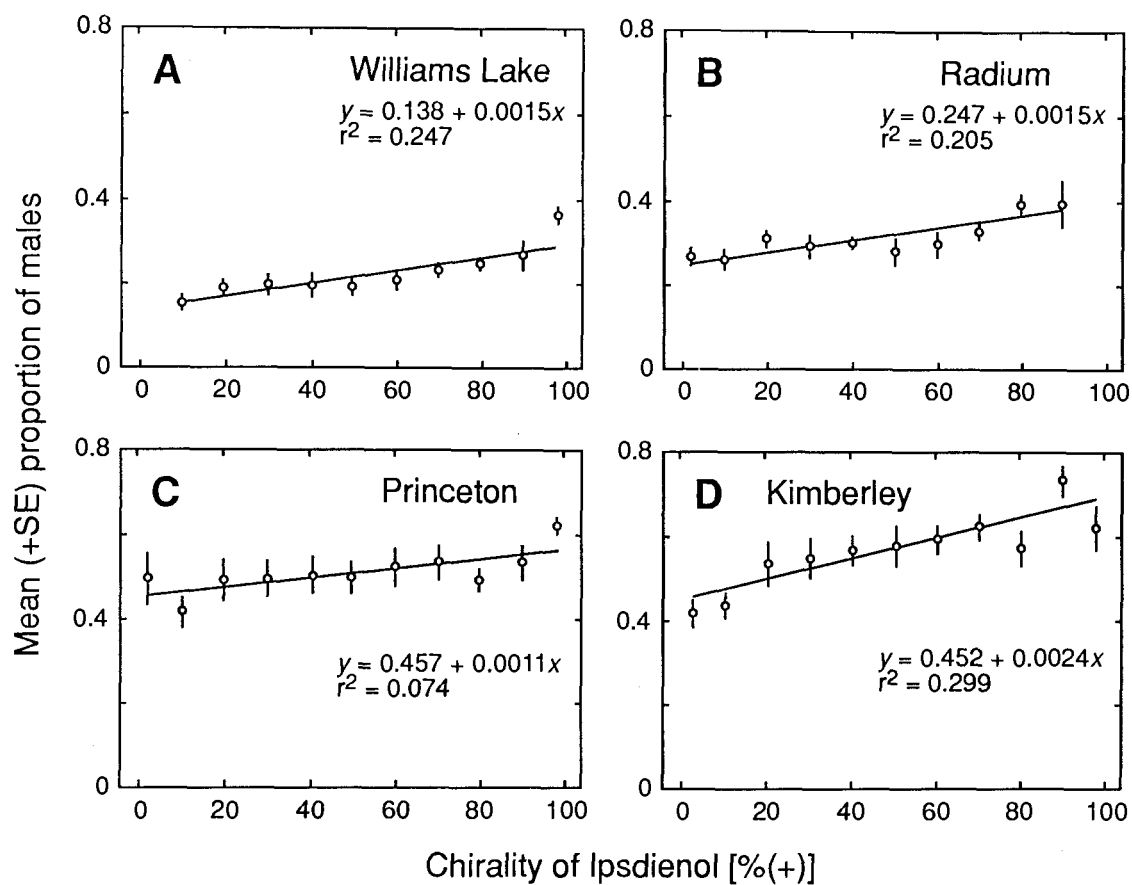 Mean (+SE) proportion of males
A Williams Lake
y = 0.138 + 0.0015x
r² = 0.247
0.8
0.4
0
0 20 40 60 80 100
B Radium
y = 0.247 + 0.0015x
r² = 0.205
0.8
0.4
0
0 20 40 60 80 100
C Princeton
y = 0.457 + 0.0011x
r² = 0.074
0.8
0.4
0
0 20 40 60 80 100
D Kimberley
y = 0.452 + 0.0024x
r² = 0.299
0.8
0.4
0
0 20 40 60 80 100
Chirality of Ipsdienol [%(+)]